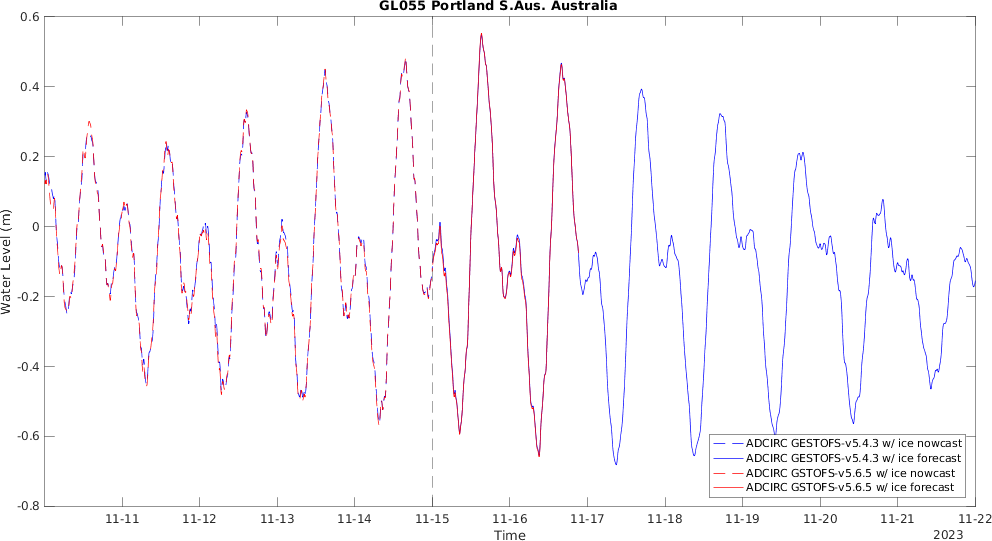 GL055 Portland S.Aus. Australia
0.6
0.4
0.2
0
-0.2
-0.4
-0.6
-0.8
Water Level (m)
ADCIRC GESTOFS-v5.4.3 w/ ice nowcast
ADCIRC GESTOFS-v5.4.3 w/ ice forecast
ADCIRC GSTOFS-v5.6.5 w/ ice nowcast
ADCIRC GSTOFS-v5.6.5 w/ ice forecast
11-11 11-12 11-13 11-14 11-15 11-16 11-17 11-18 11-19 11-20 11-21 11-22
Time
2023